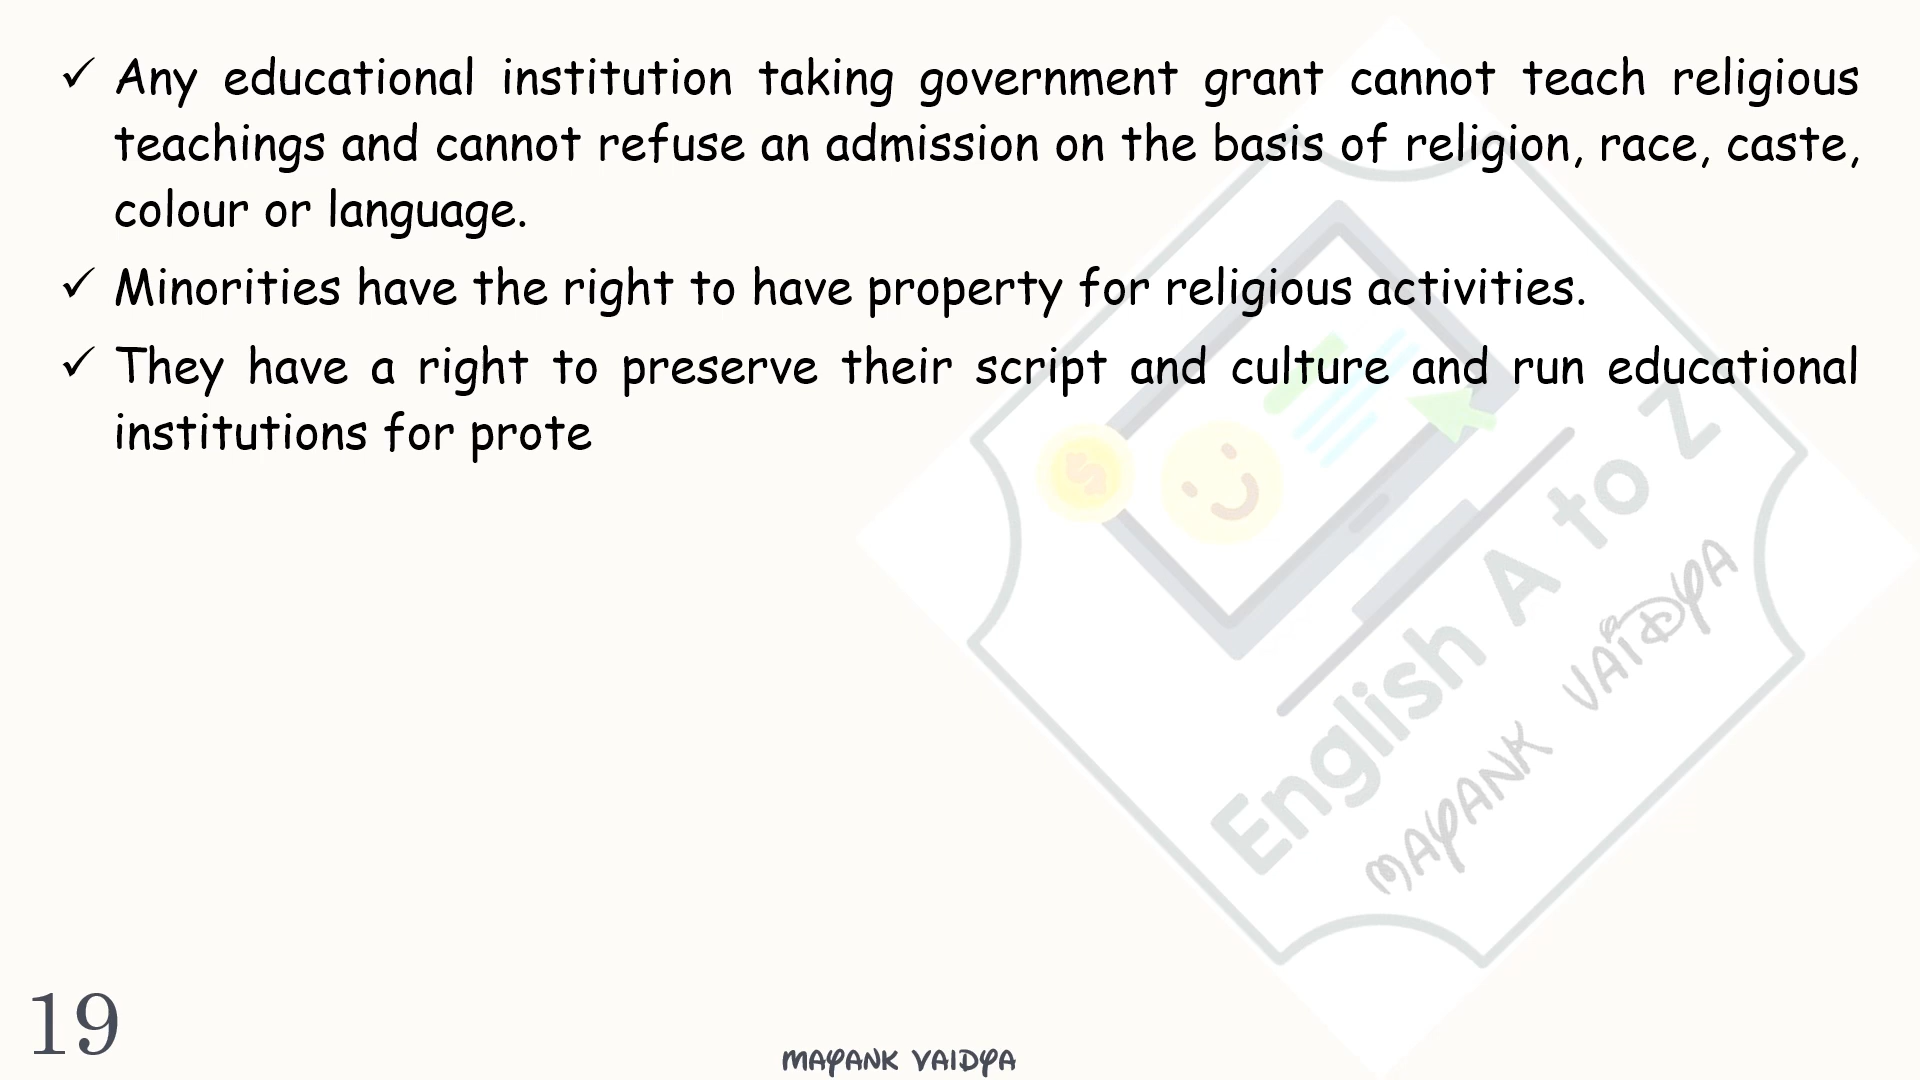 ✓ Any educational institution taking government grant cannot teach religious
teachings and cannot refuse an admission on the basis of religion, race, caste,
colour or language.
✓ Minorities have the right to have property for religious activities.
✓ They have a right to preserve their script and culture and run educational
institutions for prote
English A to Z
MAYANK VAIDYA
19
MAYANK VAIDYA